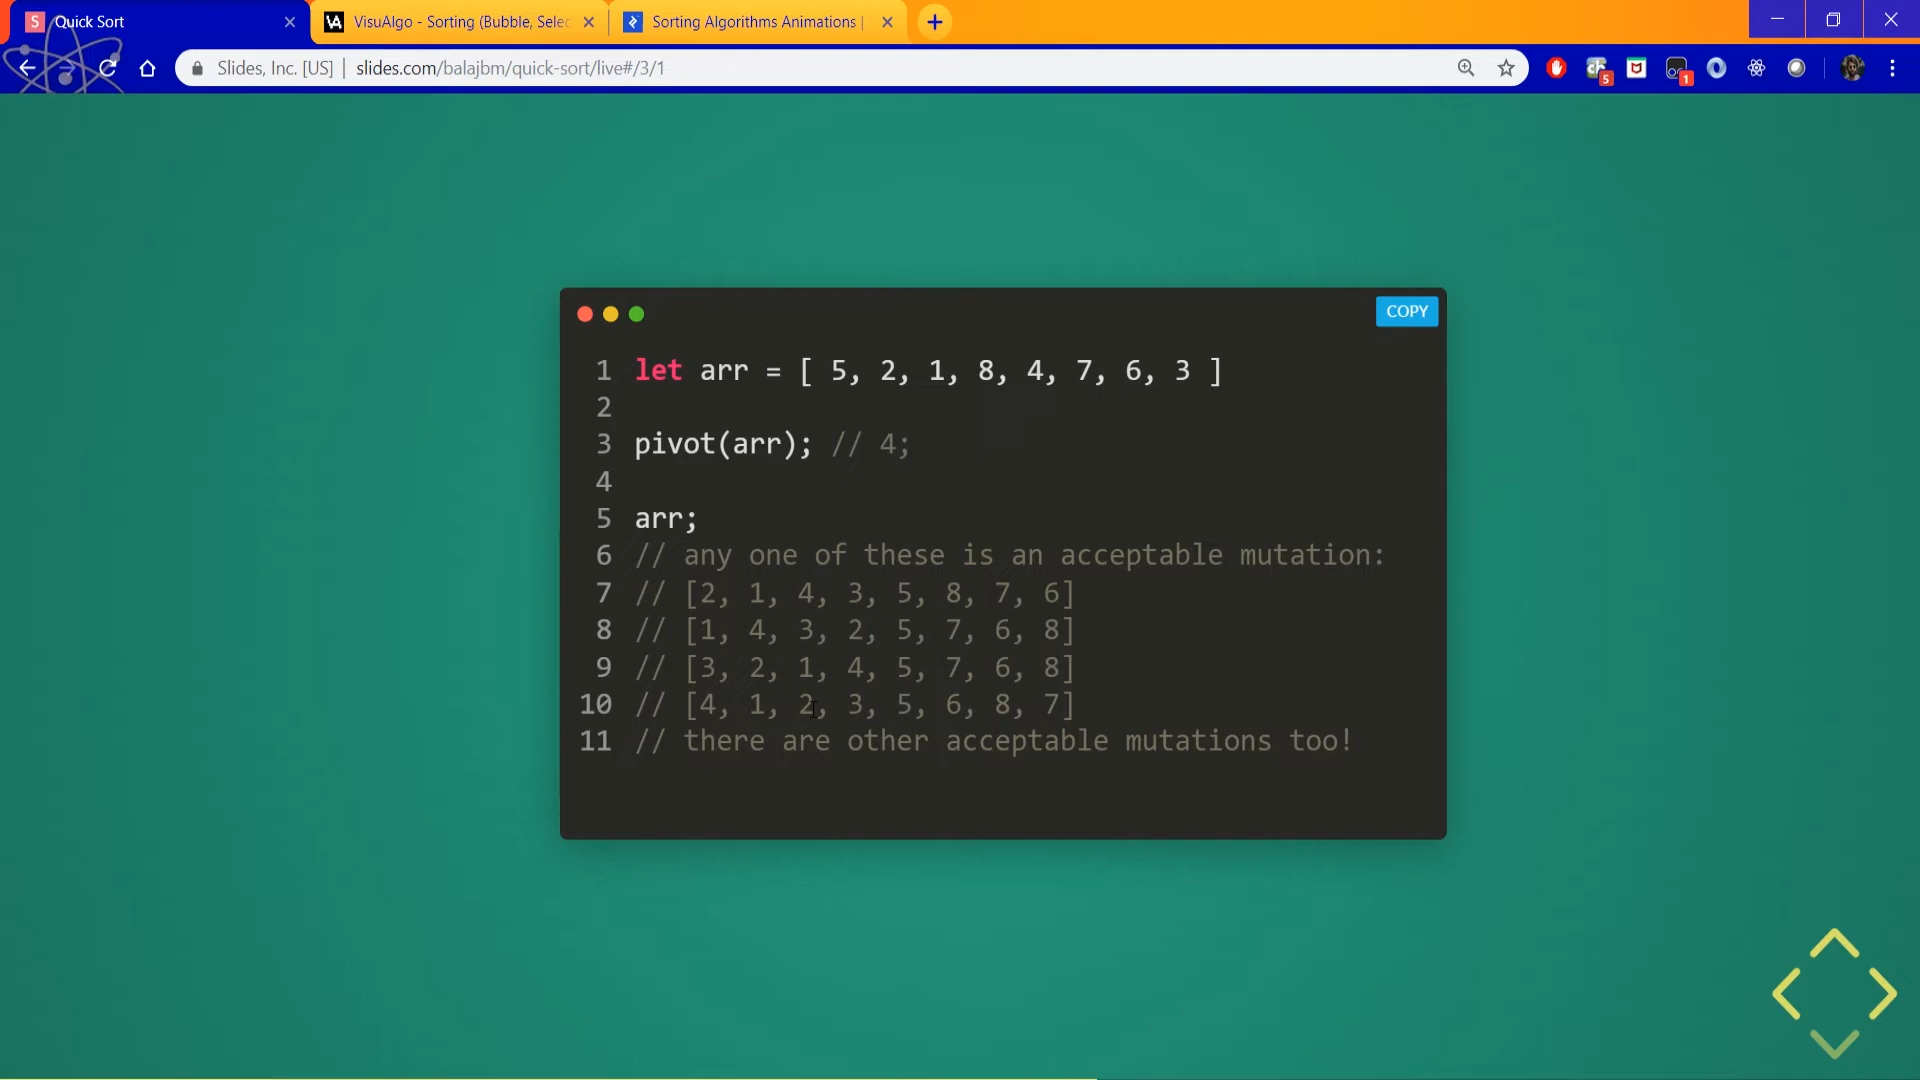 Quick Sort
VisuAlgo - Sorting (Bubble, Selec
Sorting Algorithms Animations |
Slides, Inc. [US] | slides.com/balajbm/quick-sort/live#/3/1
5
1
COPY
1 let arr = [ 5, 2, 1, 8, 4, 7, 6, 3 ]
2
3 pivot(arr); // 4;
4
5 arr;
6 // any one of these is an acceptable mutation:
7 // [2, 1, 4, 3, 5, 8, 7, 6]
8 // [1, 4, 3, 2, 5, 7, 6, 8]
9 // [3, 2, 1, 4, 5, 7, 6, 8]
10 // [4, 1, 2, 3, 5, 6, 8, 7]
11 // there are other acceptable mutations too!